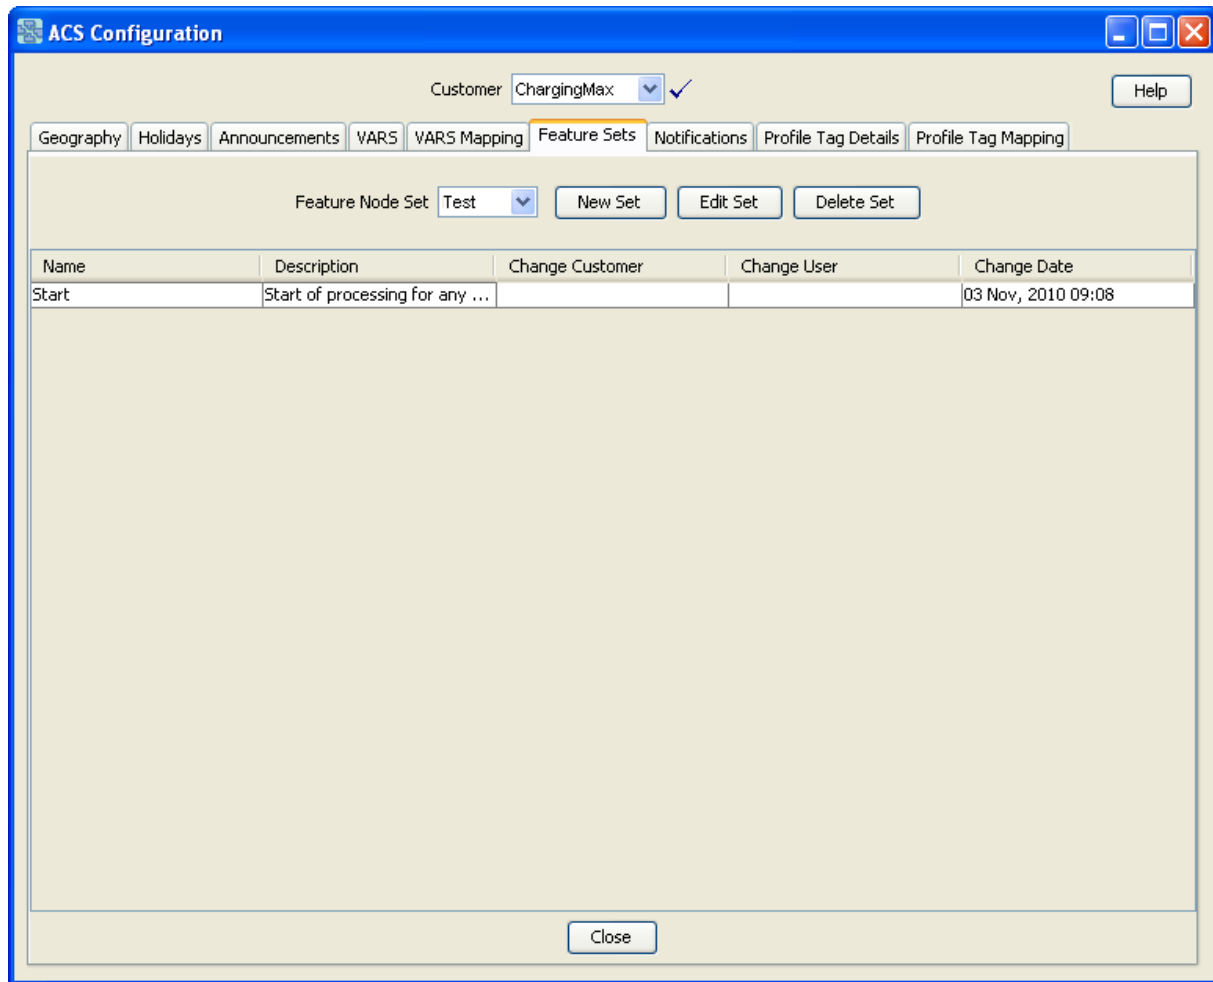 ACS Configuration
Customer ChargingMax Help
Geography Holidays Announcements VARS VARS Mapping Feature Sets Notifications Profile Tag Details Profile Tag Mapping
Feature Node Set Test New Set Edit Set Delete Set
Name Description Change Customer Change User Change Date
Start Start of processing for any ... 03 Nov, 2010 09:08
Close